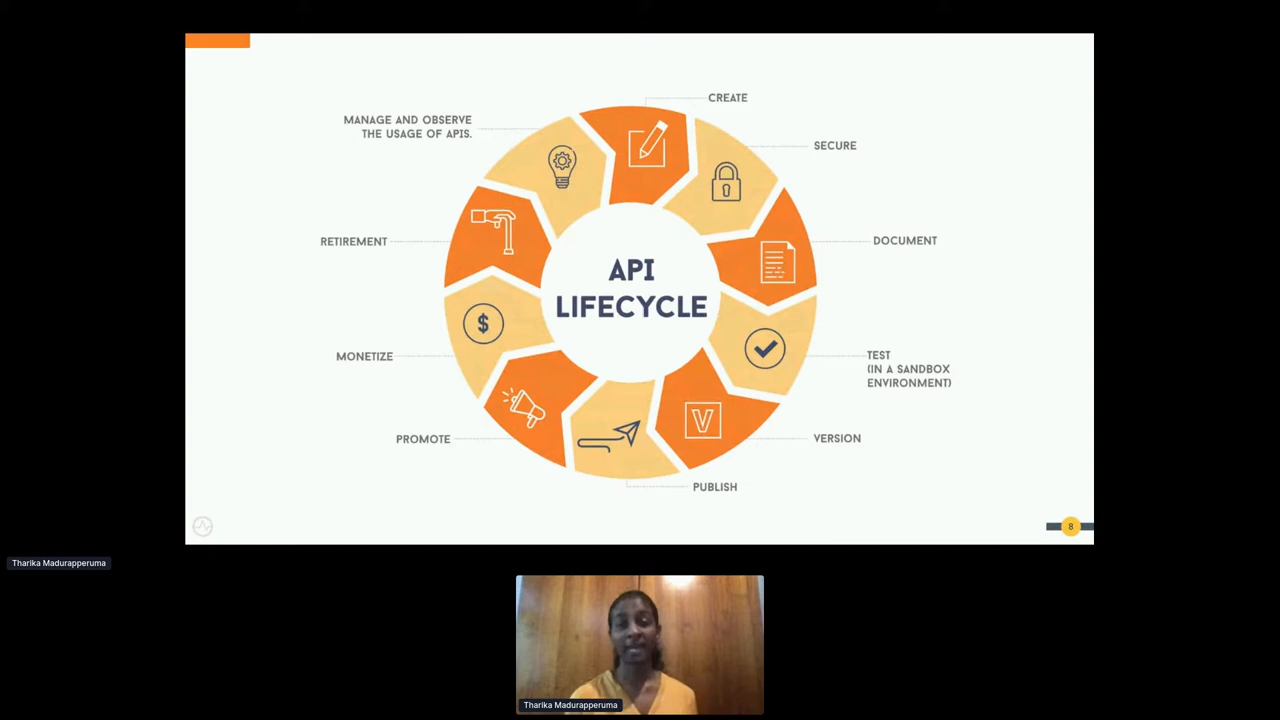 CREATE
MANAGE AND OBSERVE
THE USAGE OF APIS.
SECURE
RETIREMENT
DOCUMENT
API
LIFECYCLE
$
MONETIZE
TEST
(IN A SANDBOX
ENVIRONMENT)
V
PROMOTE
VERSION
PUBLISH
8
Tharika Madurapperuma
Tharika Madurapperuma